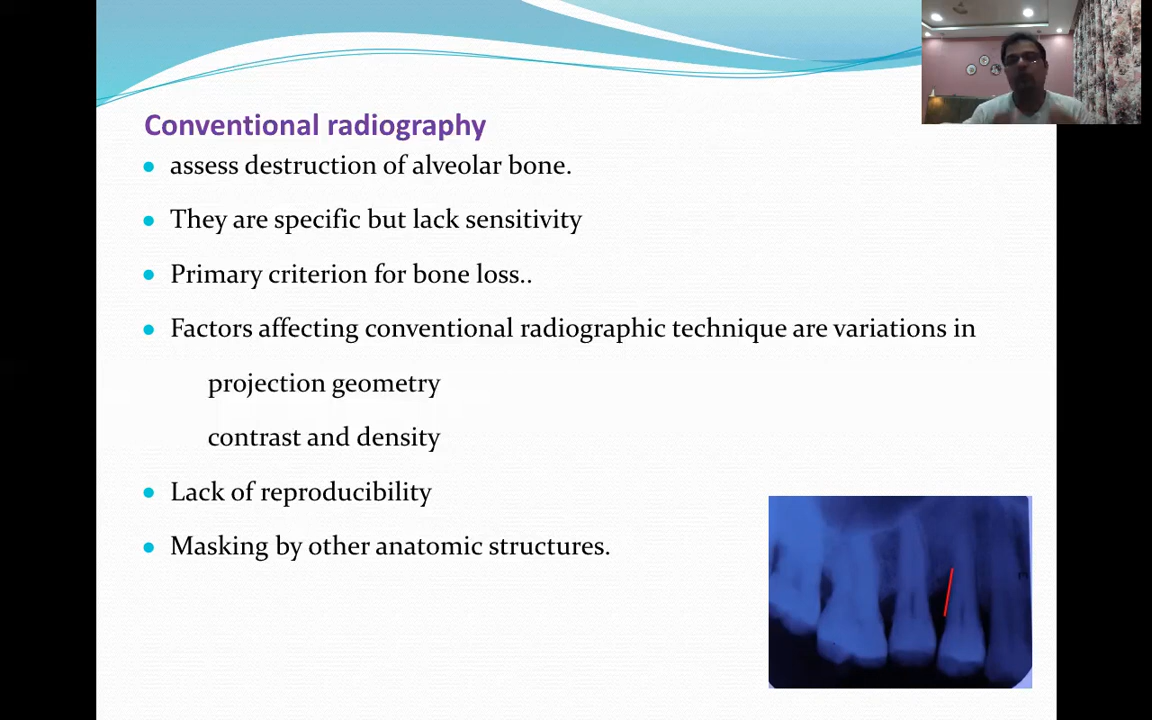 Conventional radiography
assess destruction of alveolar bone.
They are specific but lack sensitivity
Primary criterion for bone loss..
Factors affecting conventional radiographic technique are variations in
projection geometry
contrast and density
Lack of reproducibility
Masking by other anatomic structures.